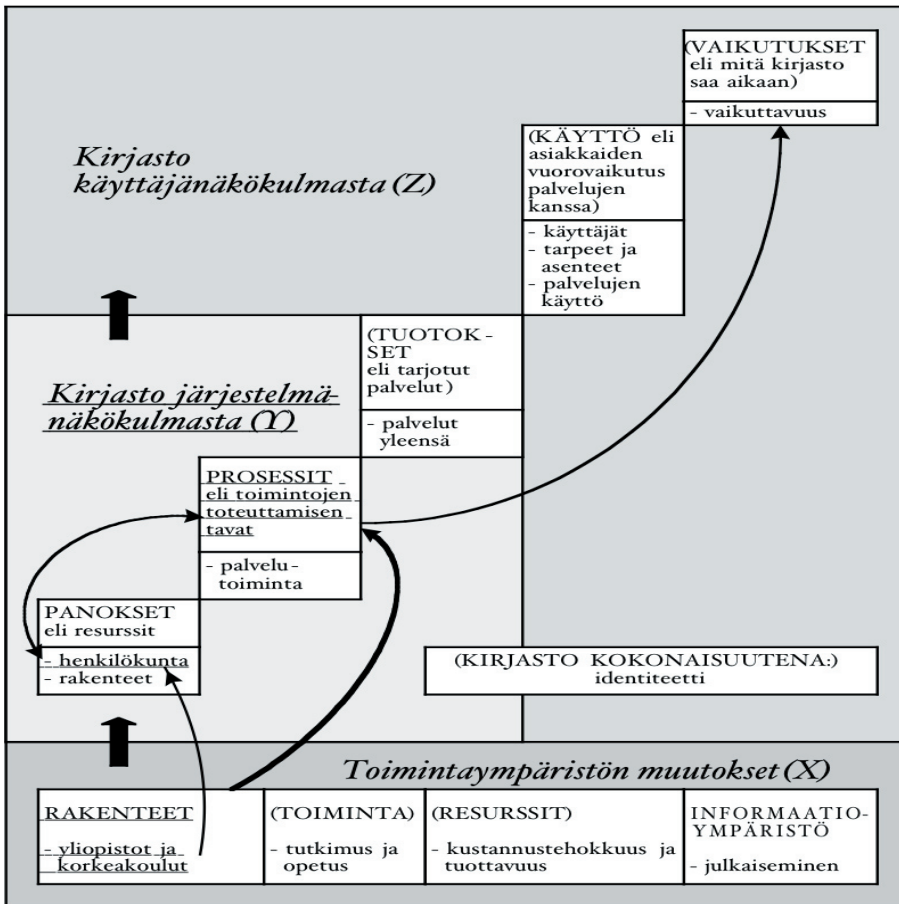 (VAIKUTUKSET
eli mitä kirjasto
saa aikaan)
- vaikuttavuus
(KÄYTTÖ eli
asiakkaiden
vuorovaikutus
palvelujen
kanssa)
- käyttäjät
- tarpeet ja
asenteet
- palvelujen
käyttö
Kirjasto
käyttäjänäkökulmasta (Z)
(TUOTOK-
SET
eli tarjotut
palvelut)
- palvelut
yleensä
Kirjasto järjestelmä-
näkökulmasta (Y)
PROSESSIT
eli toimintojen
toteuttamisen
tavat
- palvelu-
toiminta
PANOKSET
eli resurssit
- henkilökunta
- rakenteet
(KIRJASTO KOKONAISUUTENA:)
identiteetti
Toimintaympäristön muutokset (X)
RAKENTEET
- yliopistot ja
korkeakoulut
(TOIMINTA)
- tutkimus ja
opetus
(RESURSSIT)
- kustannustehokkuus ja
tuottavuus
INFORMAATIO-
YMPÄRISTÖ
- julkaiseminen